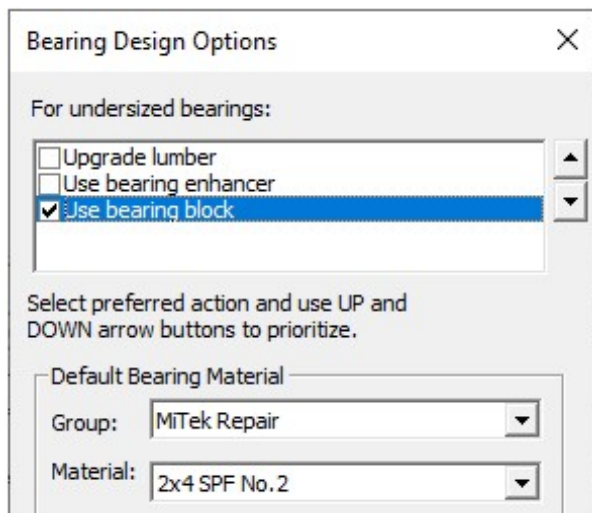 Bearing Design Options
For undersized bearings:
Upgrade lumber
Use bearing enhancer
Use bearing block
Select preferred action and use UP and
DOWN arrow buttons to prioritize.
Default Bearing Material
Group: MiTek Repair
Material: 2x4 SPF No.2